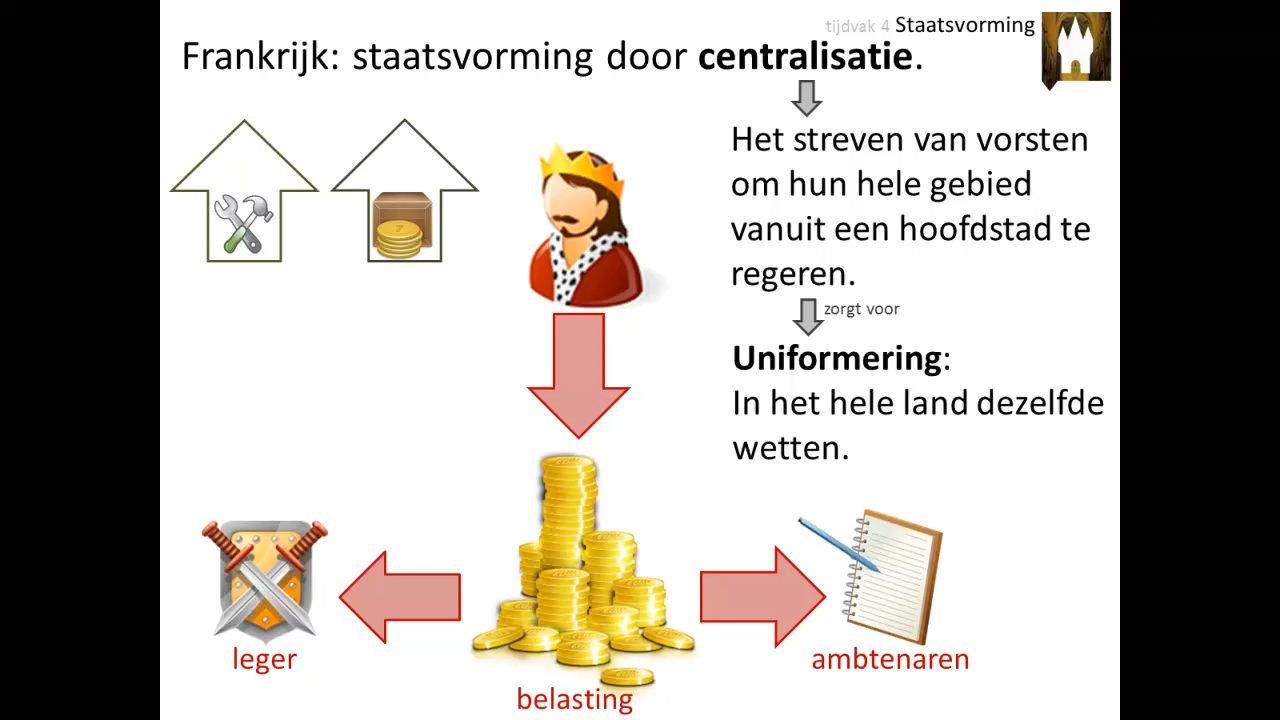 tijdvak 4 Staatsvorming
Frankrijk: staatsvorming door centralisatie.
Het streven van vorsten
om hun hele gebied
vanuit een hoofdstad te
regeren.
zorgt voor
Uniformering:
In het hele land dezelfde
wetten.
leger
belasting
ambtenaren